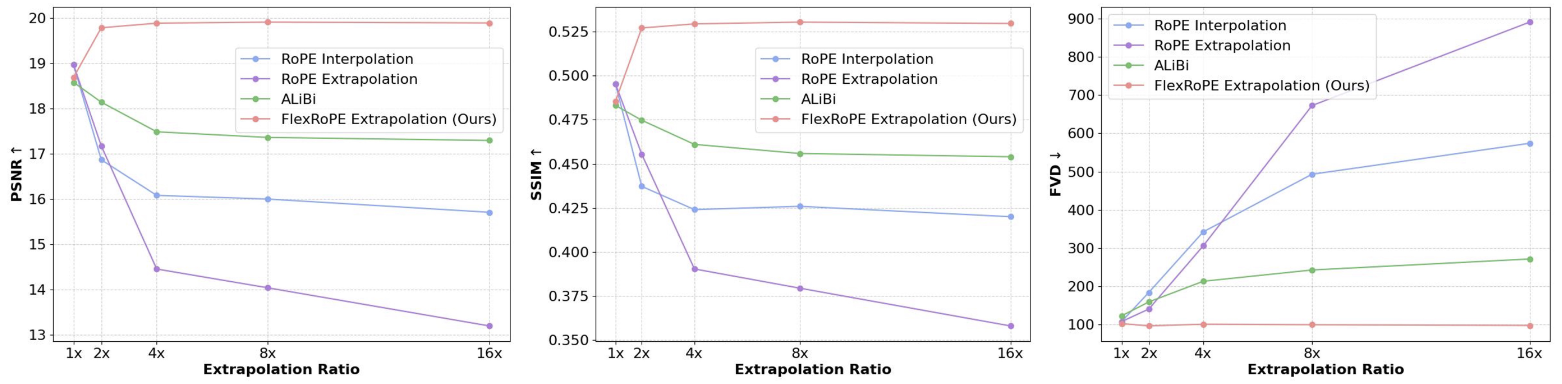 20
19
18
17
16
15
14
13
PSNR ↑
RoPE Interpolation
RoPE Extrapolation
ALiBi
FlexRoPE Extrapolation (Ours)
1x 2x 4x 8x 16x
Extrapolation Ratio
0.525
0.500
0.475
0.450
0.425
0.400
0.375
0.350
SSIM ↑
RoPE Interpolation
RoPE Extrapolation
ALiBi
FlexRoPE Extrapolation (Ours)
1x 2x 4x 8x 16x
Extrapolation Ratio
900
800
700
600
500
400
300
200
100
FVD ↓
RoPE Interpolation
RoPE Extrapolation
ALiBi
FlexRoPE Extrapolation (Ours)
1x 2x 4x 8x 16x
Extrapolation Ratio